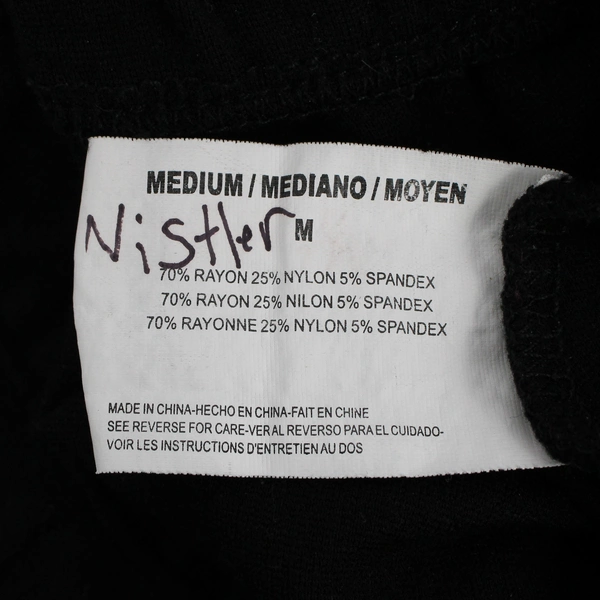 MEDIUM / MEDIANO / MOYEN
Nistler M
70% RAYON 25% NYLON 5% SPANDEX
70% RAYON 25% NILON 5% SPANDEX
70% RAYONNE 25% NYLON 5% SPANDEX
MADE IN CHINA-HECHO EN CHINA-FAIT EN CHINE
SEE REVERSE FOR CARE-VER AL REVERSO PARA EL CUIDADO-
VOIR LES INSTRUCTIONS D'ENTRETIEN AU DOS